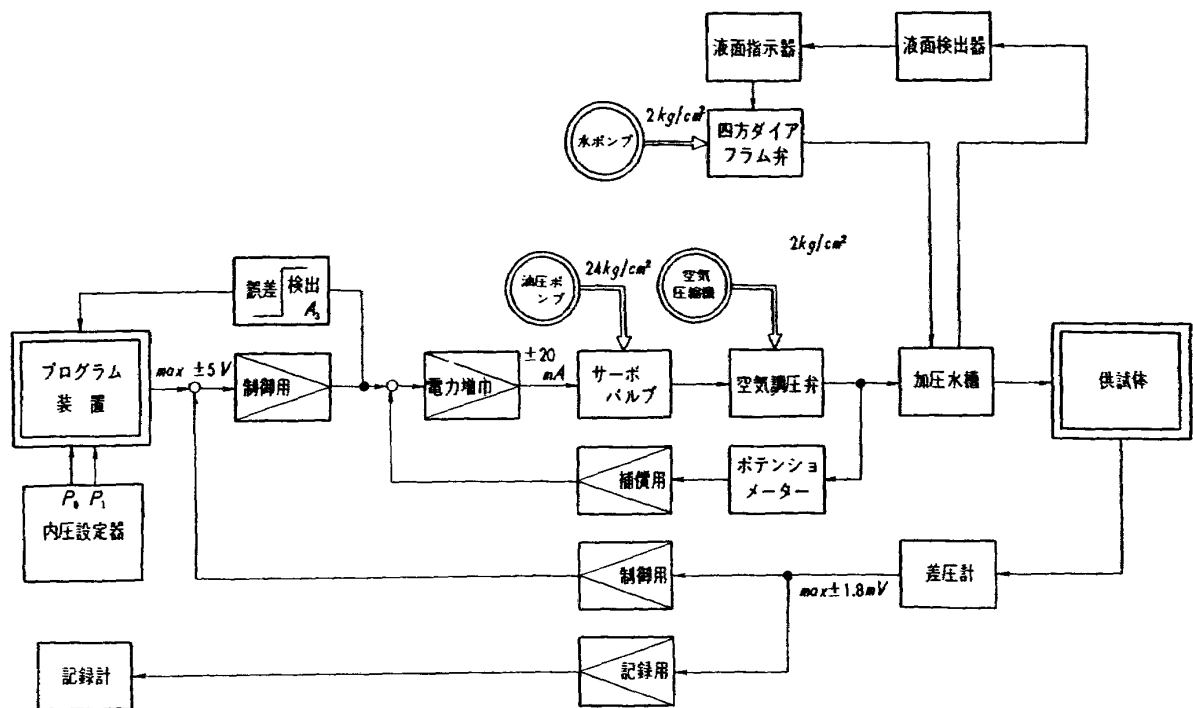 液面指示器
液面検出器
2kg/cm²
水ポンプ
四方ダイア
フラム弁
2kg/cm²
24kg/cm²
油圧ポ
ンプ
空気
圧縮機
誤差
検出
A₃
プログラム
装置
max ±5V
制御用
電力増巾
±20
mA
サーボ
バルブ
空気調圧弁
加圧水槽
供試体
補償用
ポテンショ
メーター
P₀ P₁
内圧設定器
制御用
max±1.8mV
差圧計
記録計
記録用